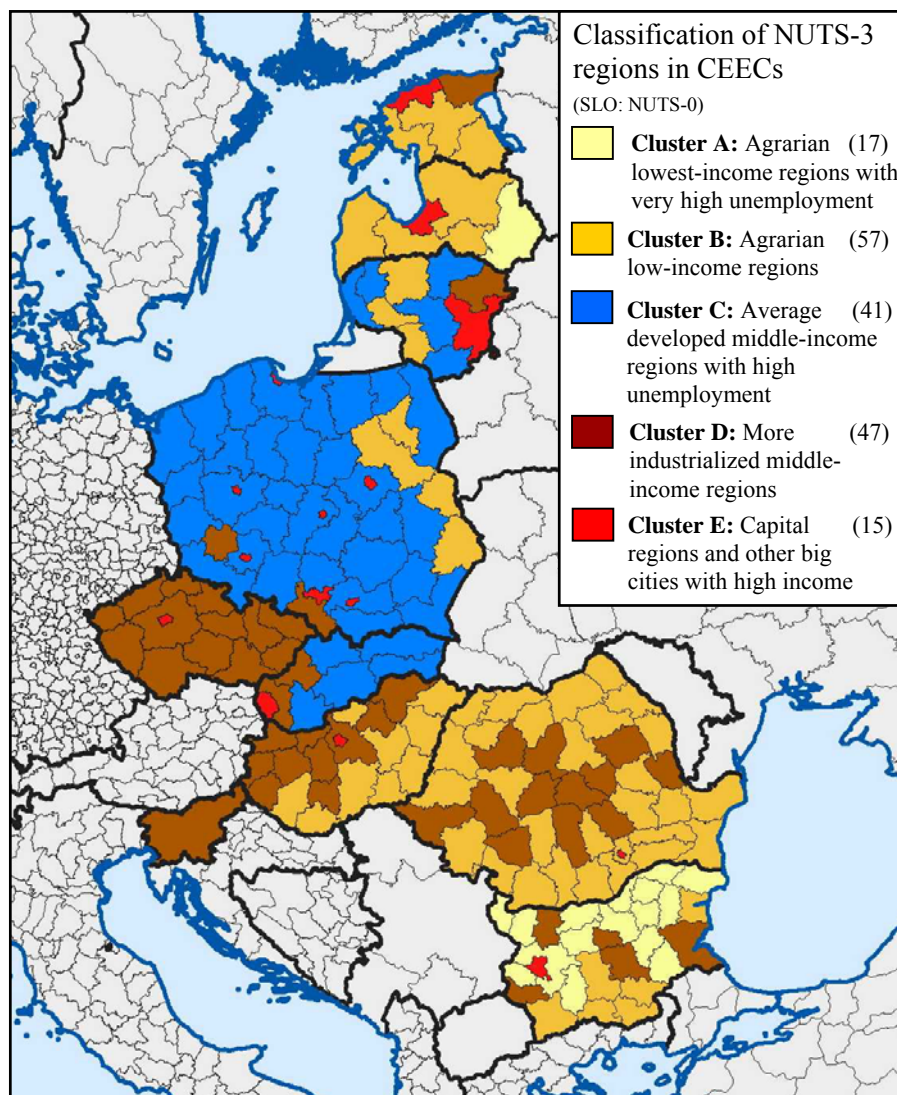 Classification of NUTS-3
regions in CEECs
(SLO: NUTS-0)
Cluster A: Agrarian (17)
lowest-income regions with
very high unemployment
Cluster B: Agrarian (57)
low-income regions
Cluster C: Average (41)
developed middle-income
regions with high
unemployment
Cluster D: More (47)
industrialized middle-
income regions
Cluster E: Capital (15)
regions and other big
cities with high income